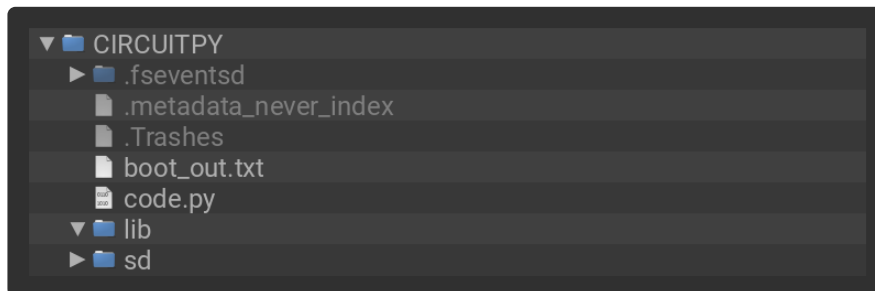 CIRCUITPY
.fseventsd
.metadata_never_index
.Trashes
boot_out.txt
code.py
lib
sd